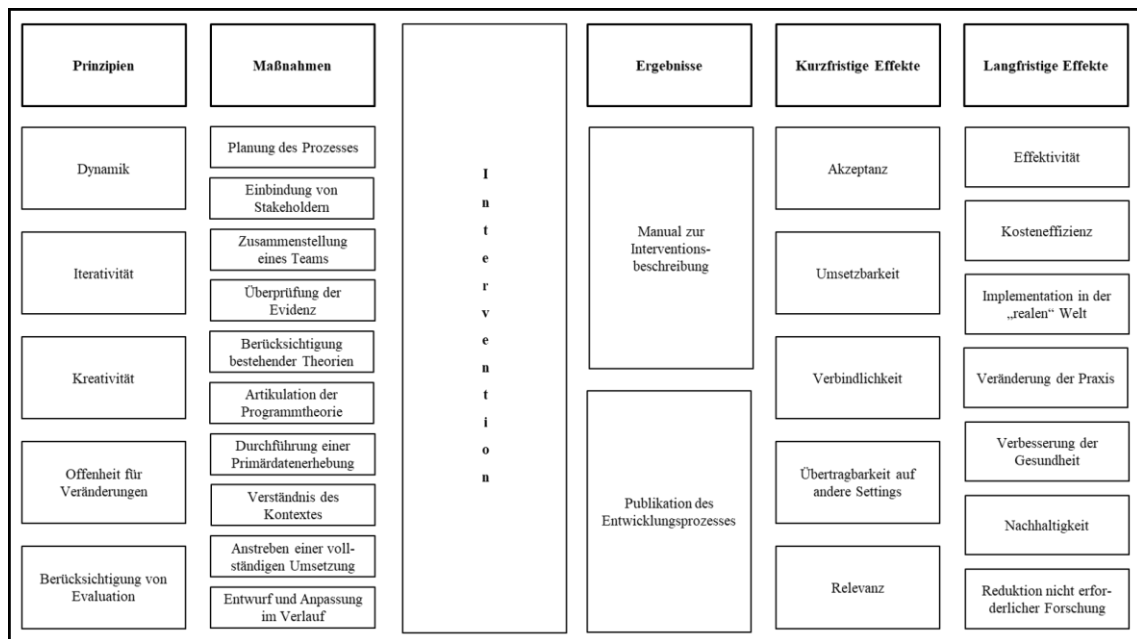 Prinzipien
Maßnahmen
Ergebnisse
Kurzfristige Effekte
Langfristige Effekte
Dynamik
Iterativität
Kreativität
Offenheit für
Veränderungen
Berücksichtigung von
Evaluation
Planung des Prozesses
Einbindung von
Stakeholdern
Zusammenstellung
eines Teams
Überprüfung der
Evidenz
Berücksichtigung
bestehender Theorien
Artikulation der
Programmtheorie
Durchführung einer
Primärdatenerhebung
Verständnis des
Kontextes
Anstreben einer voll-
ständigen Umsetzung
Entwurf und Anpassung
im Verlauf
I
n
t
e
r
v
e
n
t
i
o
n
Manual zur
Interventions-
beschreibung
Publikation des
Entwicklungsprozesses
Akzeptanz
Umsetzbarkeit
Verbindlichkeit
Übertragbarkeit auf
andere Settings
Relevanz
Effektivität
Kosteneffizienz
Implementation in der
„realen“ Welt
Veränderung der Praxis
Verbesserung der
Gesundheit
Nachhaltigkeit
Reduktion nicht erfor-
derlicher Forschung